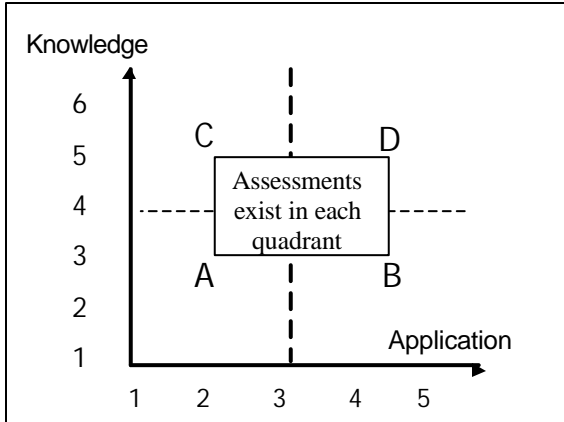 Knowledge
6
C D
5
Assessments
4
exist in each
quadrant
3
A B
2
Application
1
1 2 3 4 5